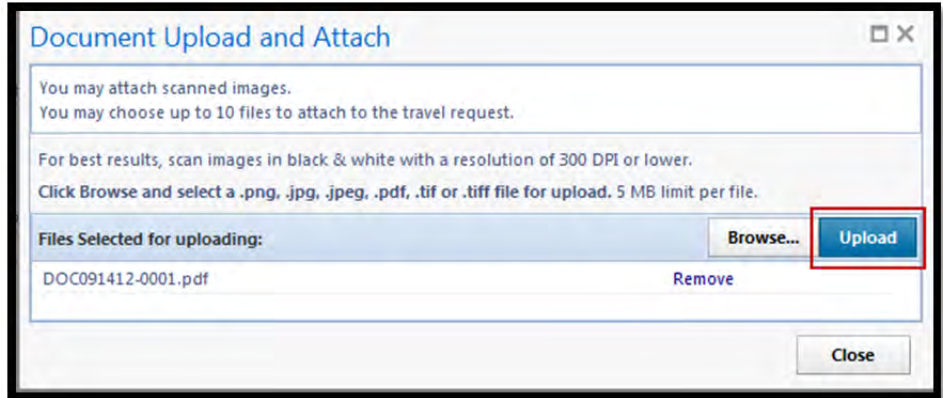 Document Upload and Attach
You may attach scanned images.
You may choose up to 10 files to attach to the travel request.
For best results, scan images in black & white with a resolution of 300 DPI or lower.
Click Browse and select a .png, .jpg, .jpeg, .pdf, .tif or .tiff file for upload. 5 MB limit per file.
Files Selected for uploading: Browse... Upload
DOC091412-0001.pdf Remove
Close